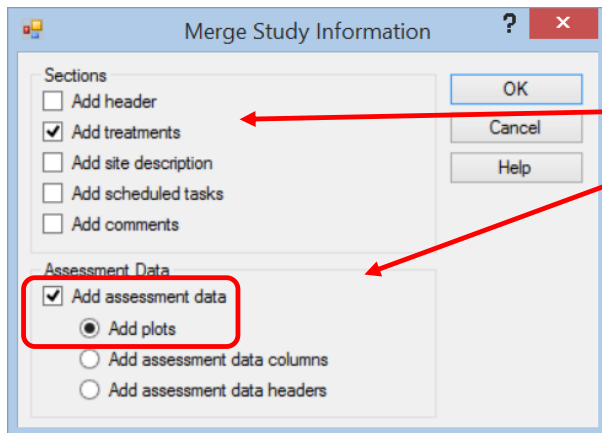 Merge Study Information
?
x
Sections
Add header
Add treatments
Add site description
Add scheduled tasks
Add comments
OK
Cancel
Help
Assessment Data
Add assessment data
Add plots
Add assessment data columns
Add assessment data headers